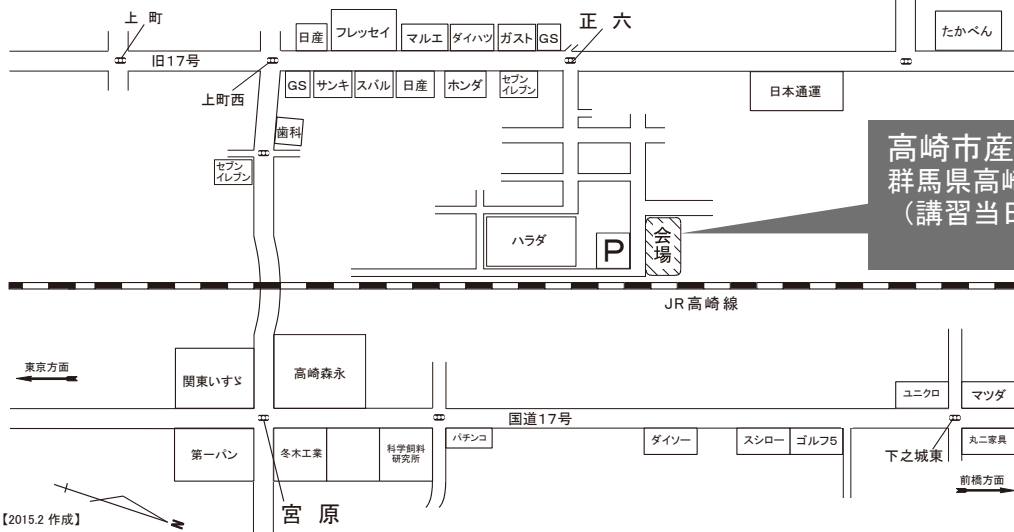 上 町
旧17号
上町西
日産
フレッセイ
マルエ
ダイハツ
ガスト
GS
正 六
たかべん
GS
サンキ
スバル
日産
ホンダ
セブン
イレブン
日本通運
歯科
セブン
イレブン
高崎市産
群馬県高崎
（講習当日
ハラダ
P
会場
JR高崎線
東京方面
関東いすゞ
高崎森永
ユニクロ
マツダ
国道17号
第一パン
冬木工業
科学飼料
研究所
パチンコ
ダイソー
スシロー
ゴルフ5
下之城東
丸二家具
前橋方面
宮 原
N
【2015.2 作成】